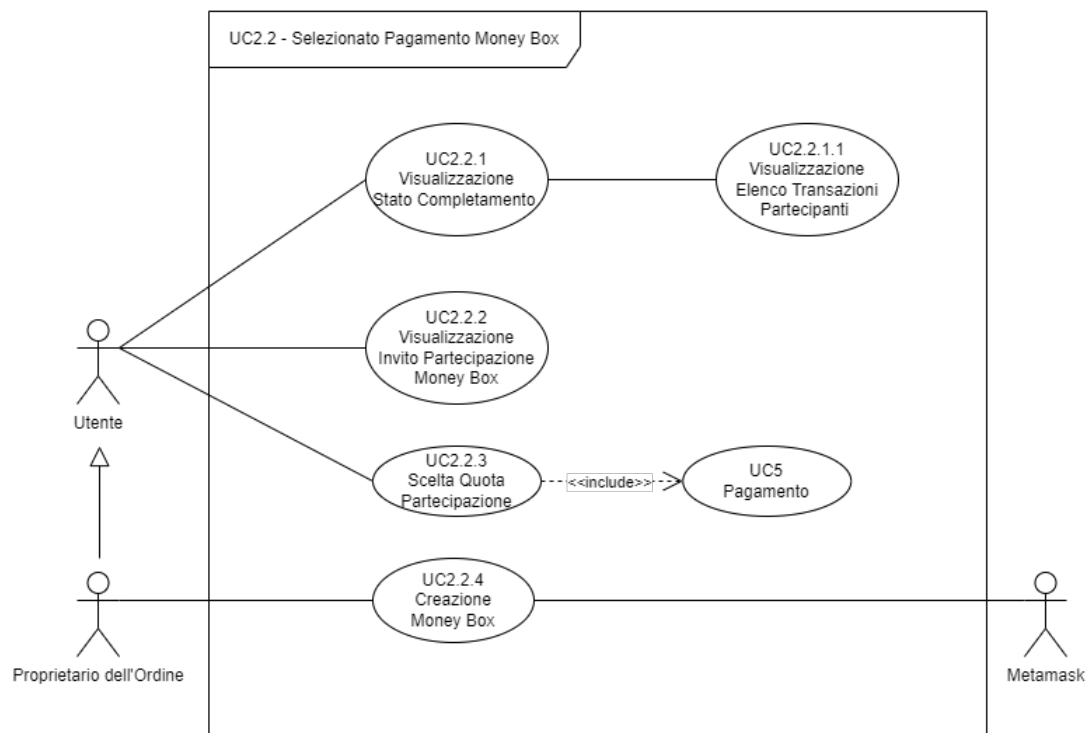 UC2.2 - Selezionato Pagamento Money Box
UC2.2.1
Visualizzazione
Stato Completamento
UC2.2.1.1
Visualizzazione
Elenco Transazioni
Partecipanti
UC2.2.2
Visualizzazione
Invito Partecipazione
Money Box
Utente
UC2.2.3
Scelta Quota
Partecipazione
<<include>>
UC5
Pagamento
UC2.2.4
Creazione
Money Box
Proprietario dell'Ordine
Metamask